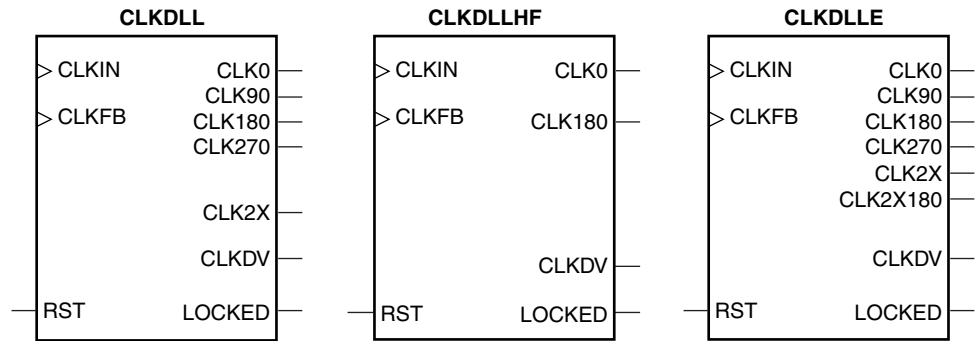 CLKDLL
CLKIN
CLKFB
RST
CLK0
CLK90
CLK180
CLK270
CLK2X
CLKDV
LOCKED
CLKDLLHF
CLKIN
CLKFB
RST
CLK0
CLK180
CLKDV
LOCKED
CLKDLLE
CLKIN
CLKFB
RST
CLK0
CLK90
CLK180
CLK270
CLK2X
CLK2X180
CLKDV
LOCKED